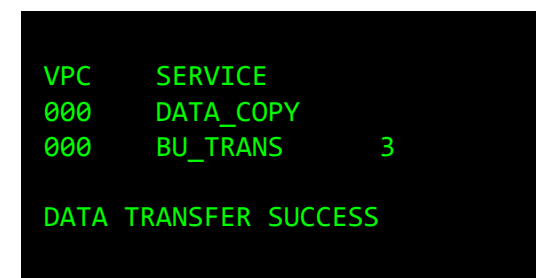 VPC SERVICE
000 DATA_COPY
000 BU_TRANS 3
DATA TRANSFER SUCCESS